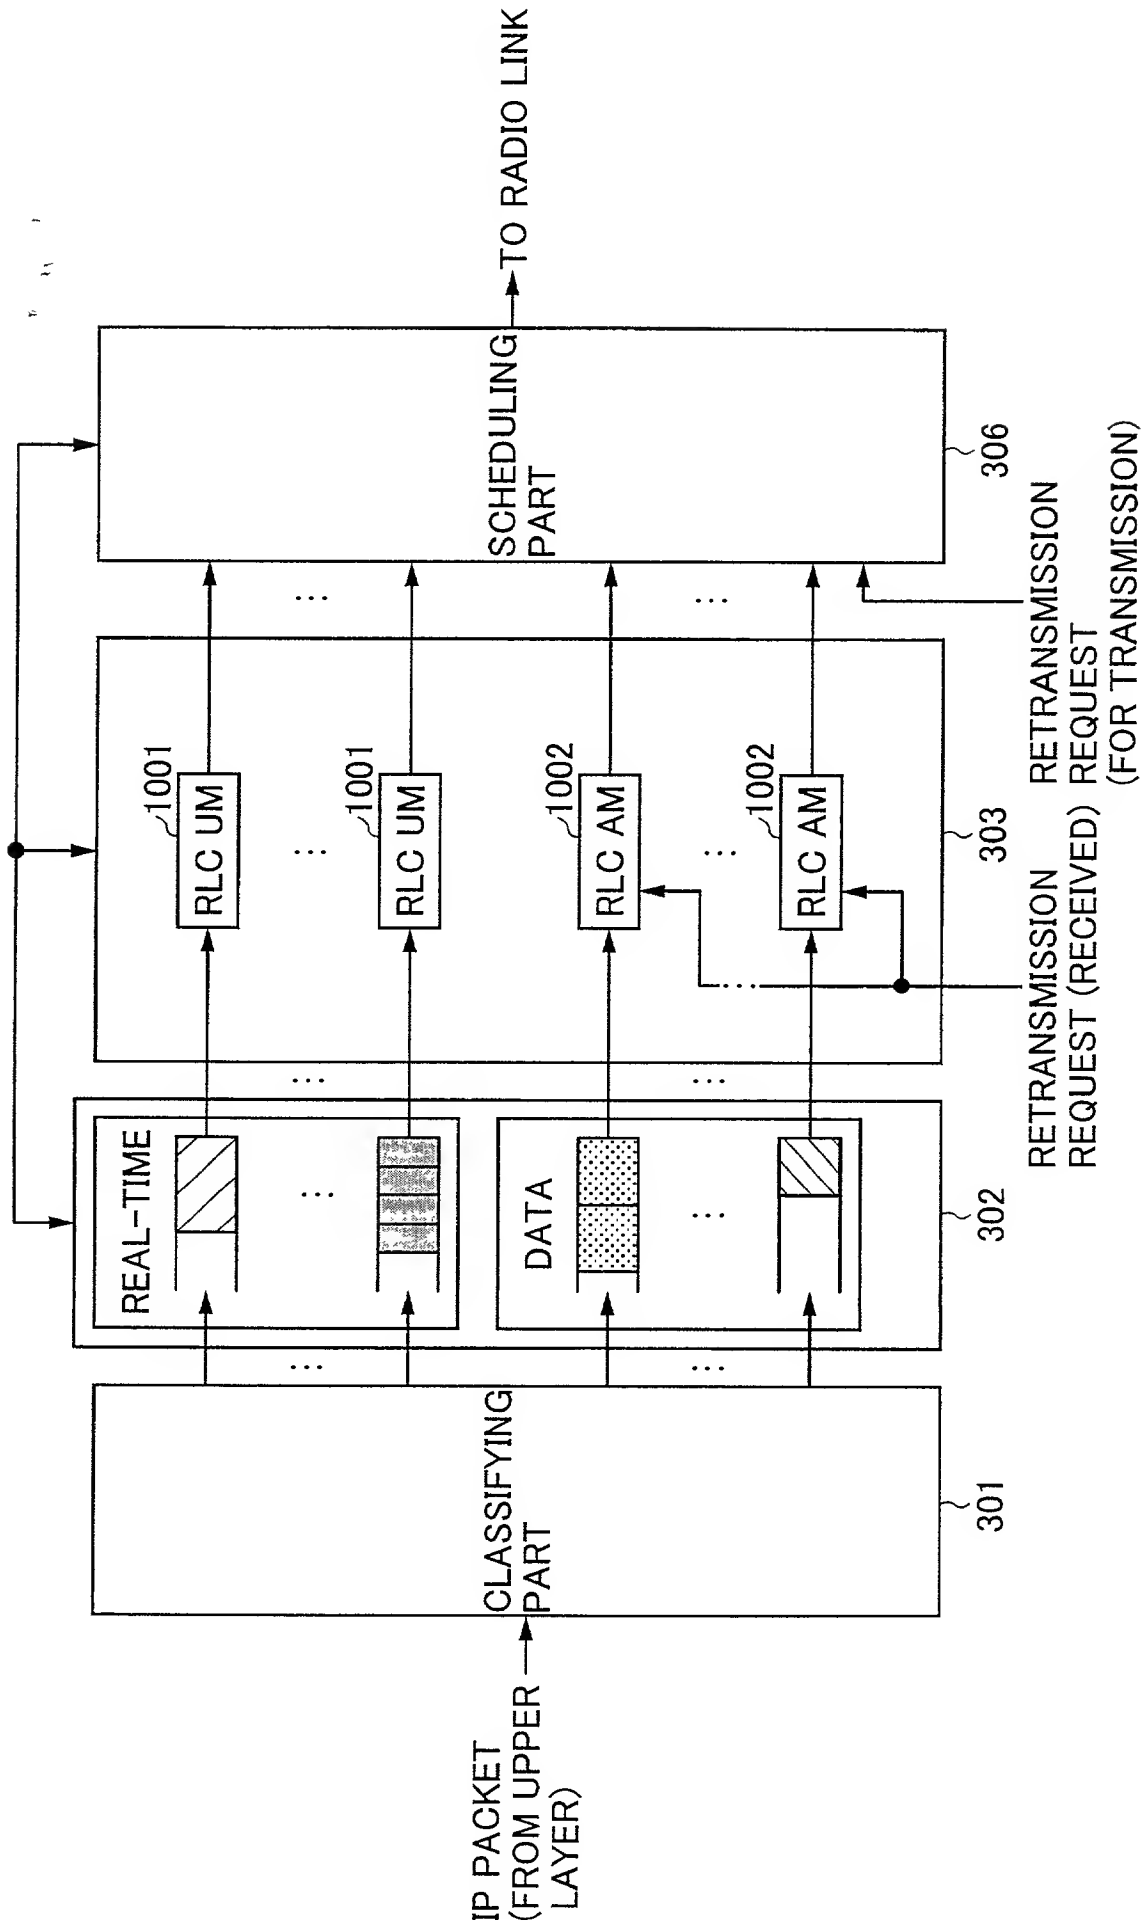 IP PACKET
(FROM UPPER
LAYER)
CLASSIFYING
PART
301
REAL-TIME
...
...
...
DATA
...
...
...
302
RLC UM
1001
...
RLC UM
1001
RLC AM
1002
...
RLC AM
1002
303
RETRANSMISSION
REQUEST (RECEIVED)
...
...
SCHEDULING
PART
306
RETRANSMISSION
REQUEST
(FOR TRANSMISSION)
TO RADIO LINK